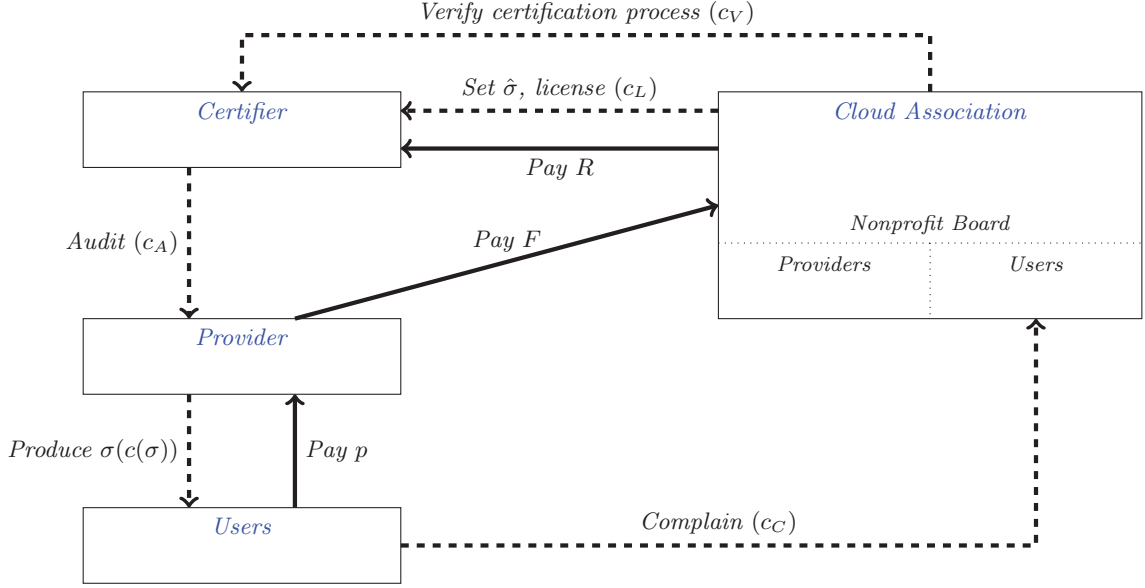 Verify certification process (c_V)
Set σ̂, license (c_L)
Certifier
Cloud Association
Pay R
Nonprofit Board
Audit (c_A)
Pay F
Providers
Users
Provider
Produce σ(c(σ))
Pay p
Users
Complain (c_C)